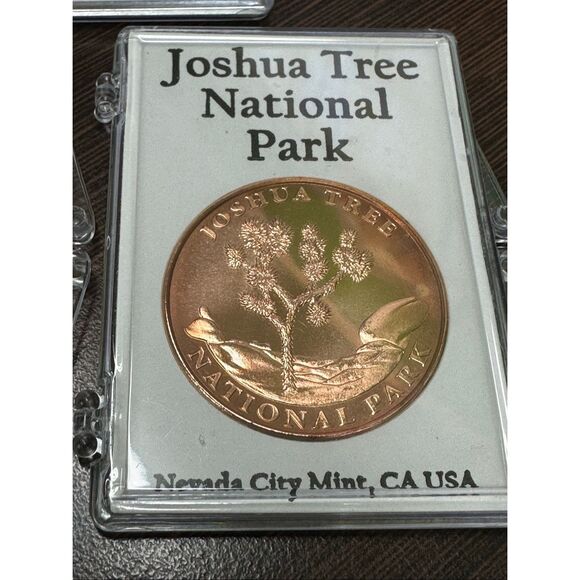 Joshua Tree
National
Park
JOSHUA TREE
NATIONAL PARK
Nevada City Mint, CA USA